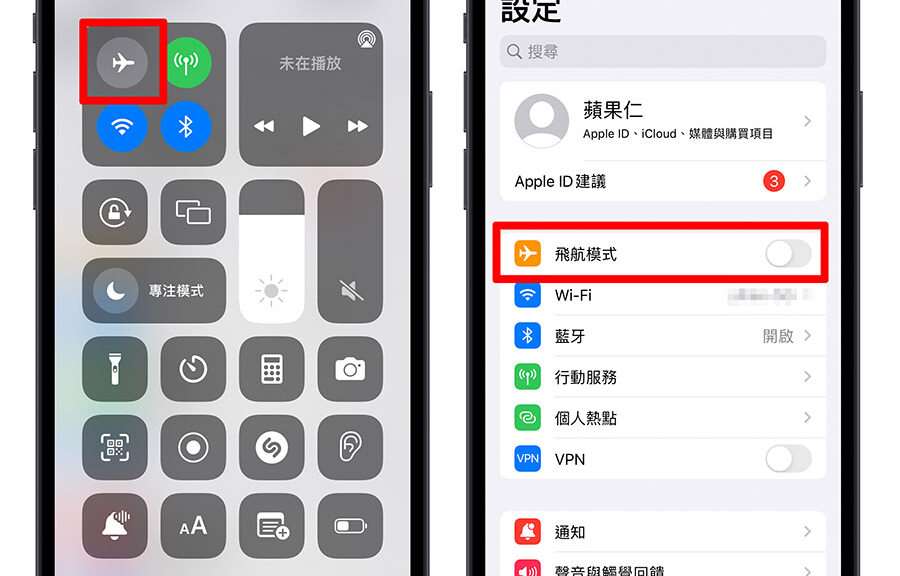 未在播放
專注模式
AA
設定
搜尋
蘋果仁
Apple ID、iCloud、媒體與購買項目
Apple ID 建議 3
飛航模式
Wi-Fi
藍牙 開啟
行動服務
個人熱點
VPN VPN
通知
聲音與觸覺回饋